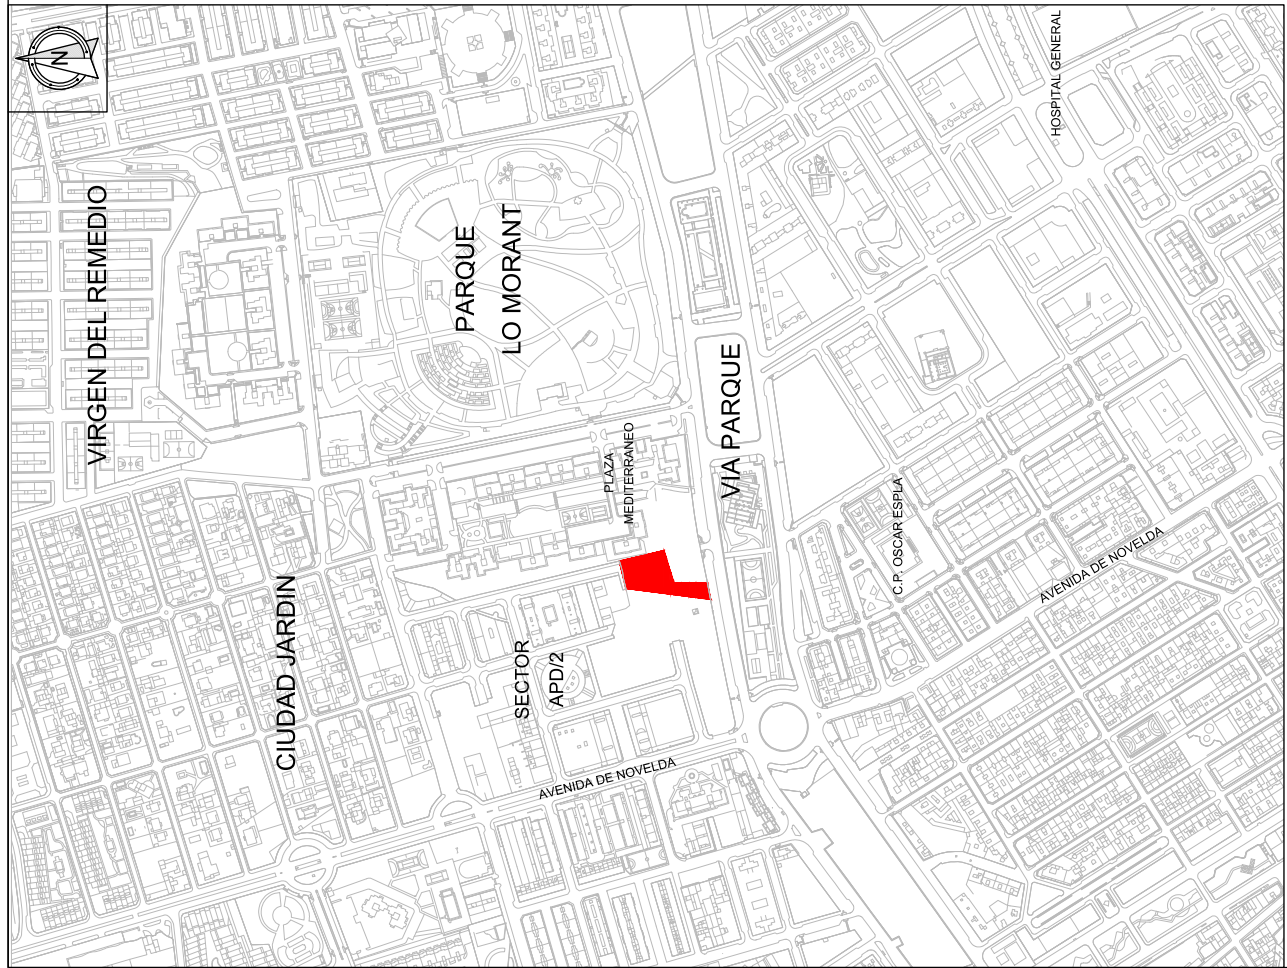 N
VIRGEN DEL REMEDIO
HOSPITAL GENERAL
PARQUE
LO MORANT
VIA PARQUE
PLAZA
MEDITERRANEO
C.P. OSCAR ESPLA
AVENIDA DE NOVELDA
CIUDAD JARDIN
SECTOR
APD/2
AVENIDA DE NOVELDA